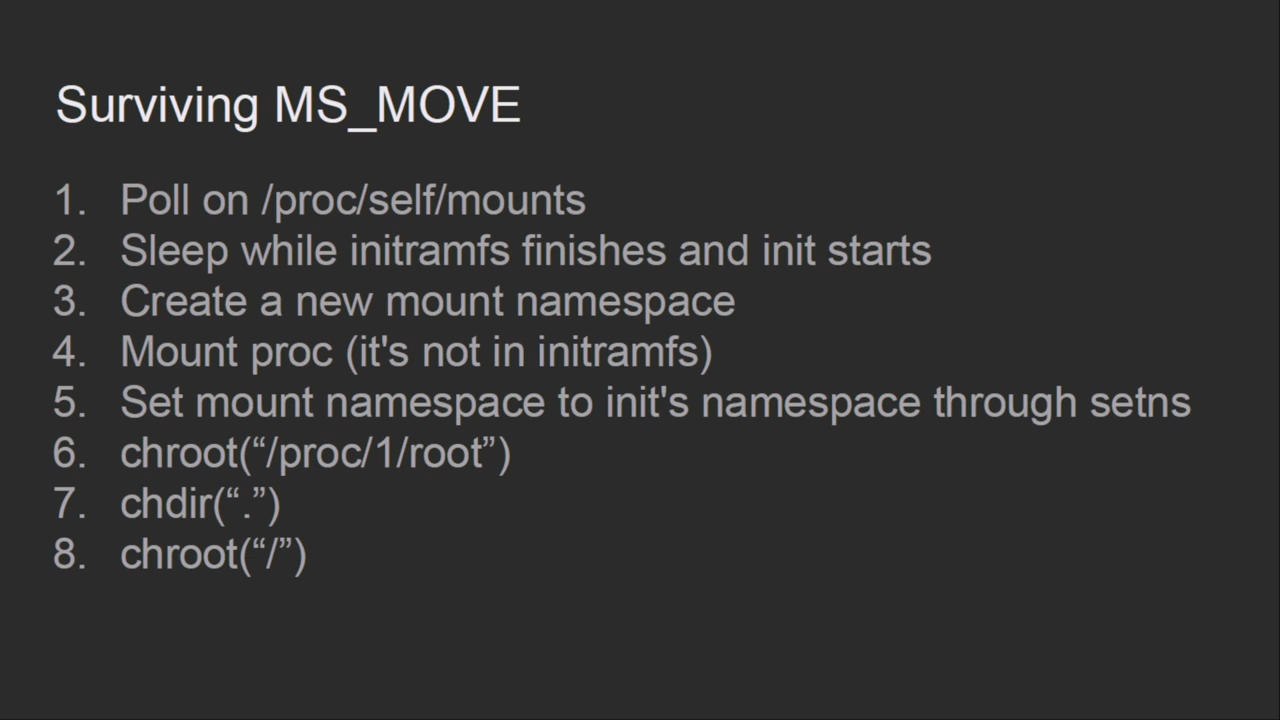 Surviving MS_MOVE
1. Poll on /proc/self/mounts
2. Sleep while initramfs finishes and init starts
3. Create a new mount namespace
4. Mount proc (it's not in initramfs)
5. Set mount namespace to init's namespace through setns
6. chroot(“/proc/1/root”)
7. chdir(“.”)
8. chroot(“/”)